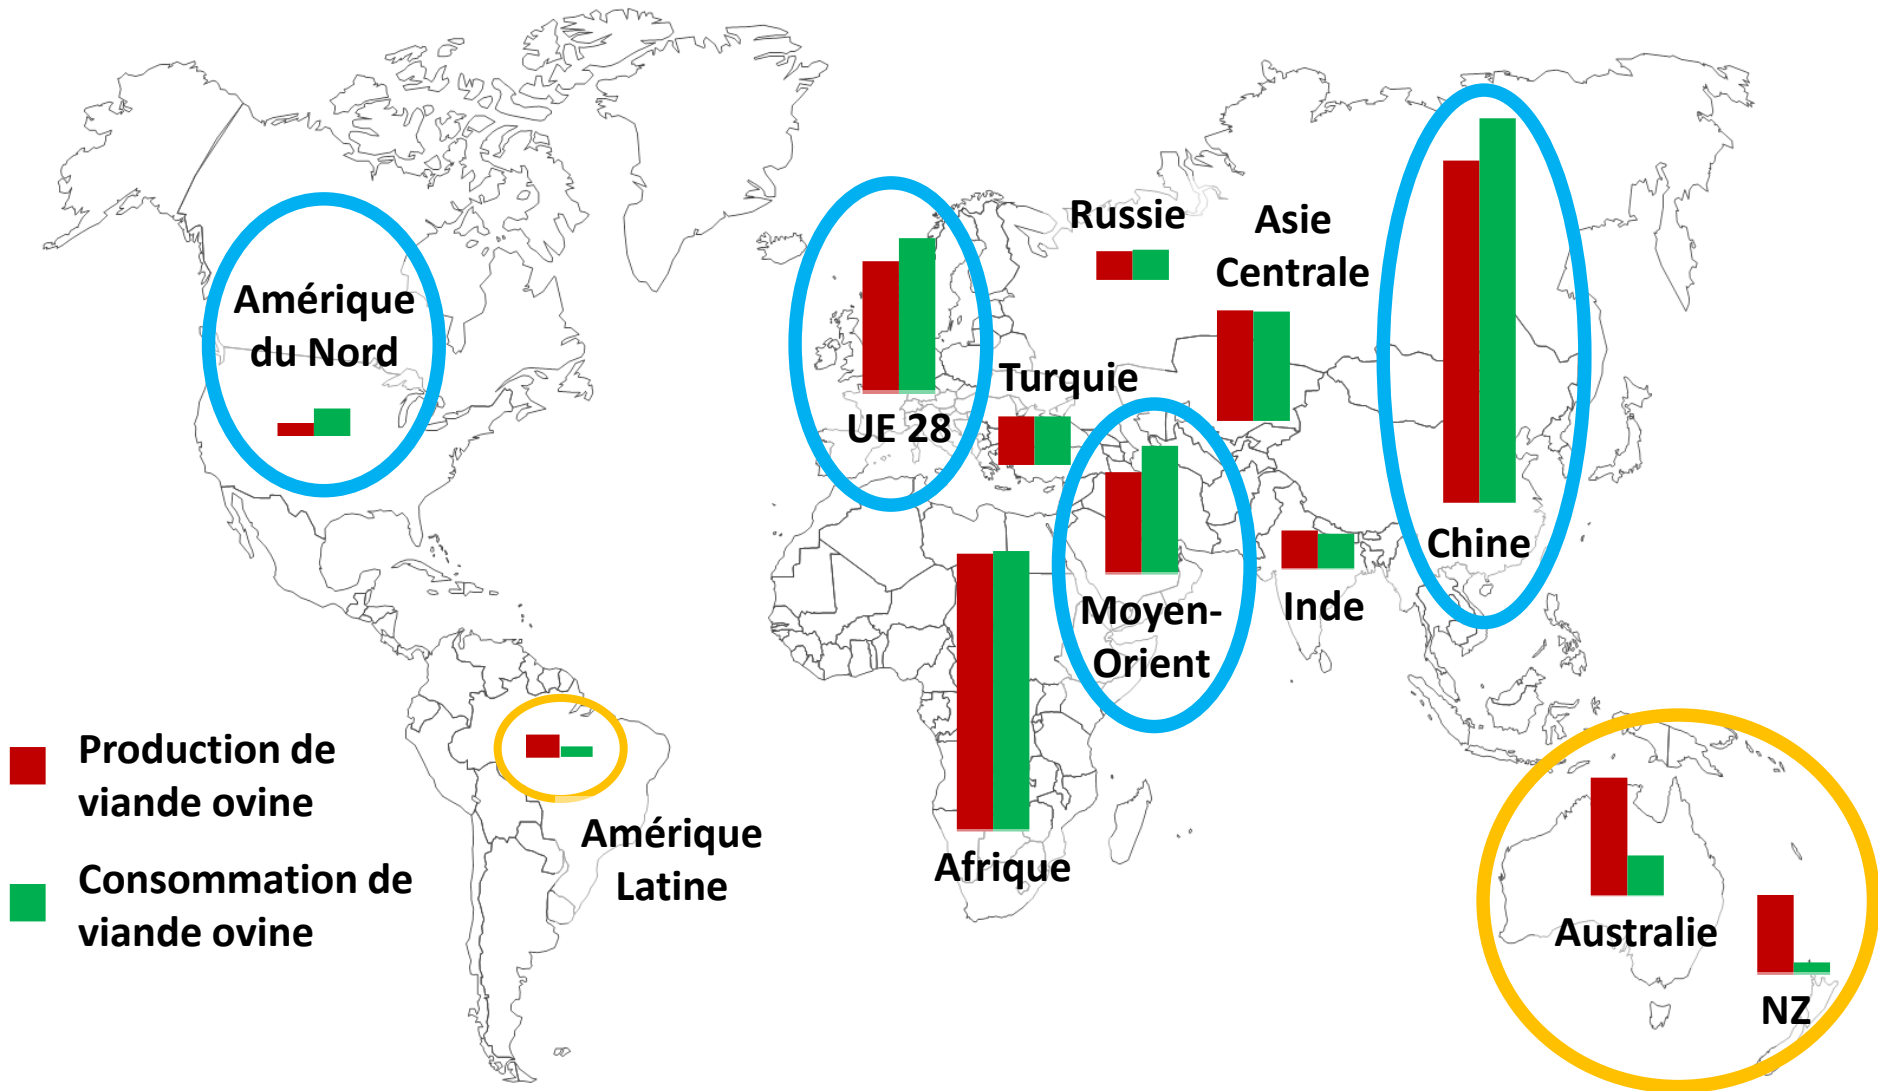 Russie
Asie
Centrale
Amérique
du Nord
Turquie
UE 28
Chine
Moyen-
Orient
Inde
Production de
viande ovine
Amérique
Latine
Afrique
Consommation de
viande ovine
Australie
NZ